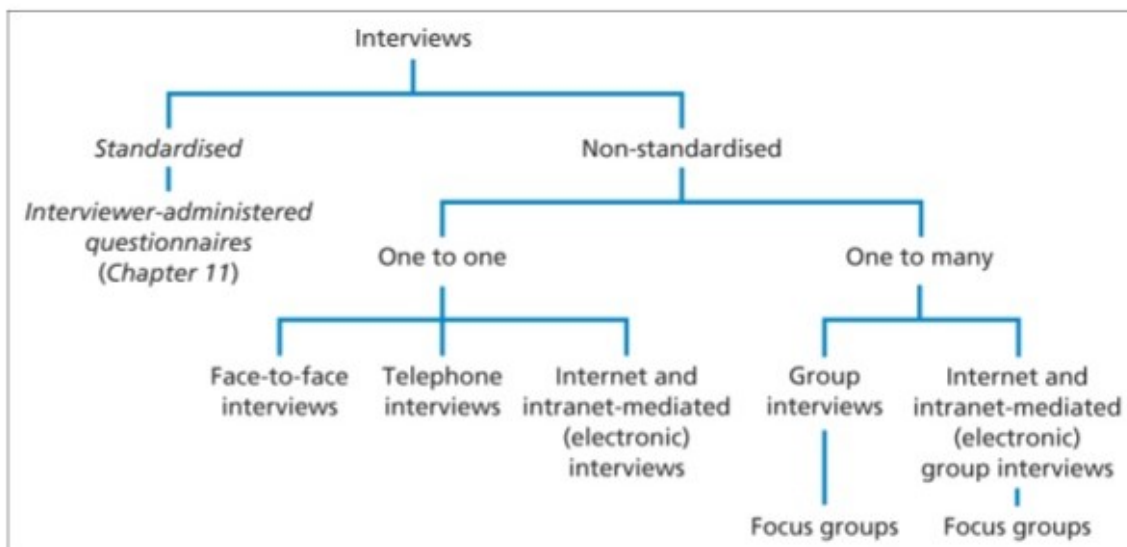 Interviews
Standardised
Non-standardised
Interviewer-administered
questionnaires
(Chapter 11)
One to one
One to many
Face-to-face
interviews
Telephone
interviews
Internet and
intranet-mediated
(electronic)
interviews
Group
interviews
Internet and
intranet-mediated
(electronic)
group interviews
Focus groups
Focus groups